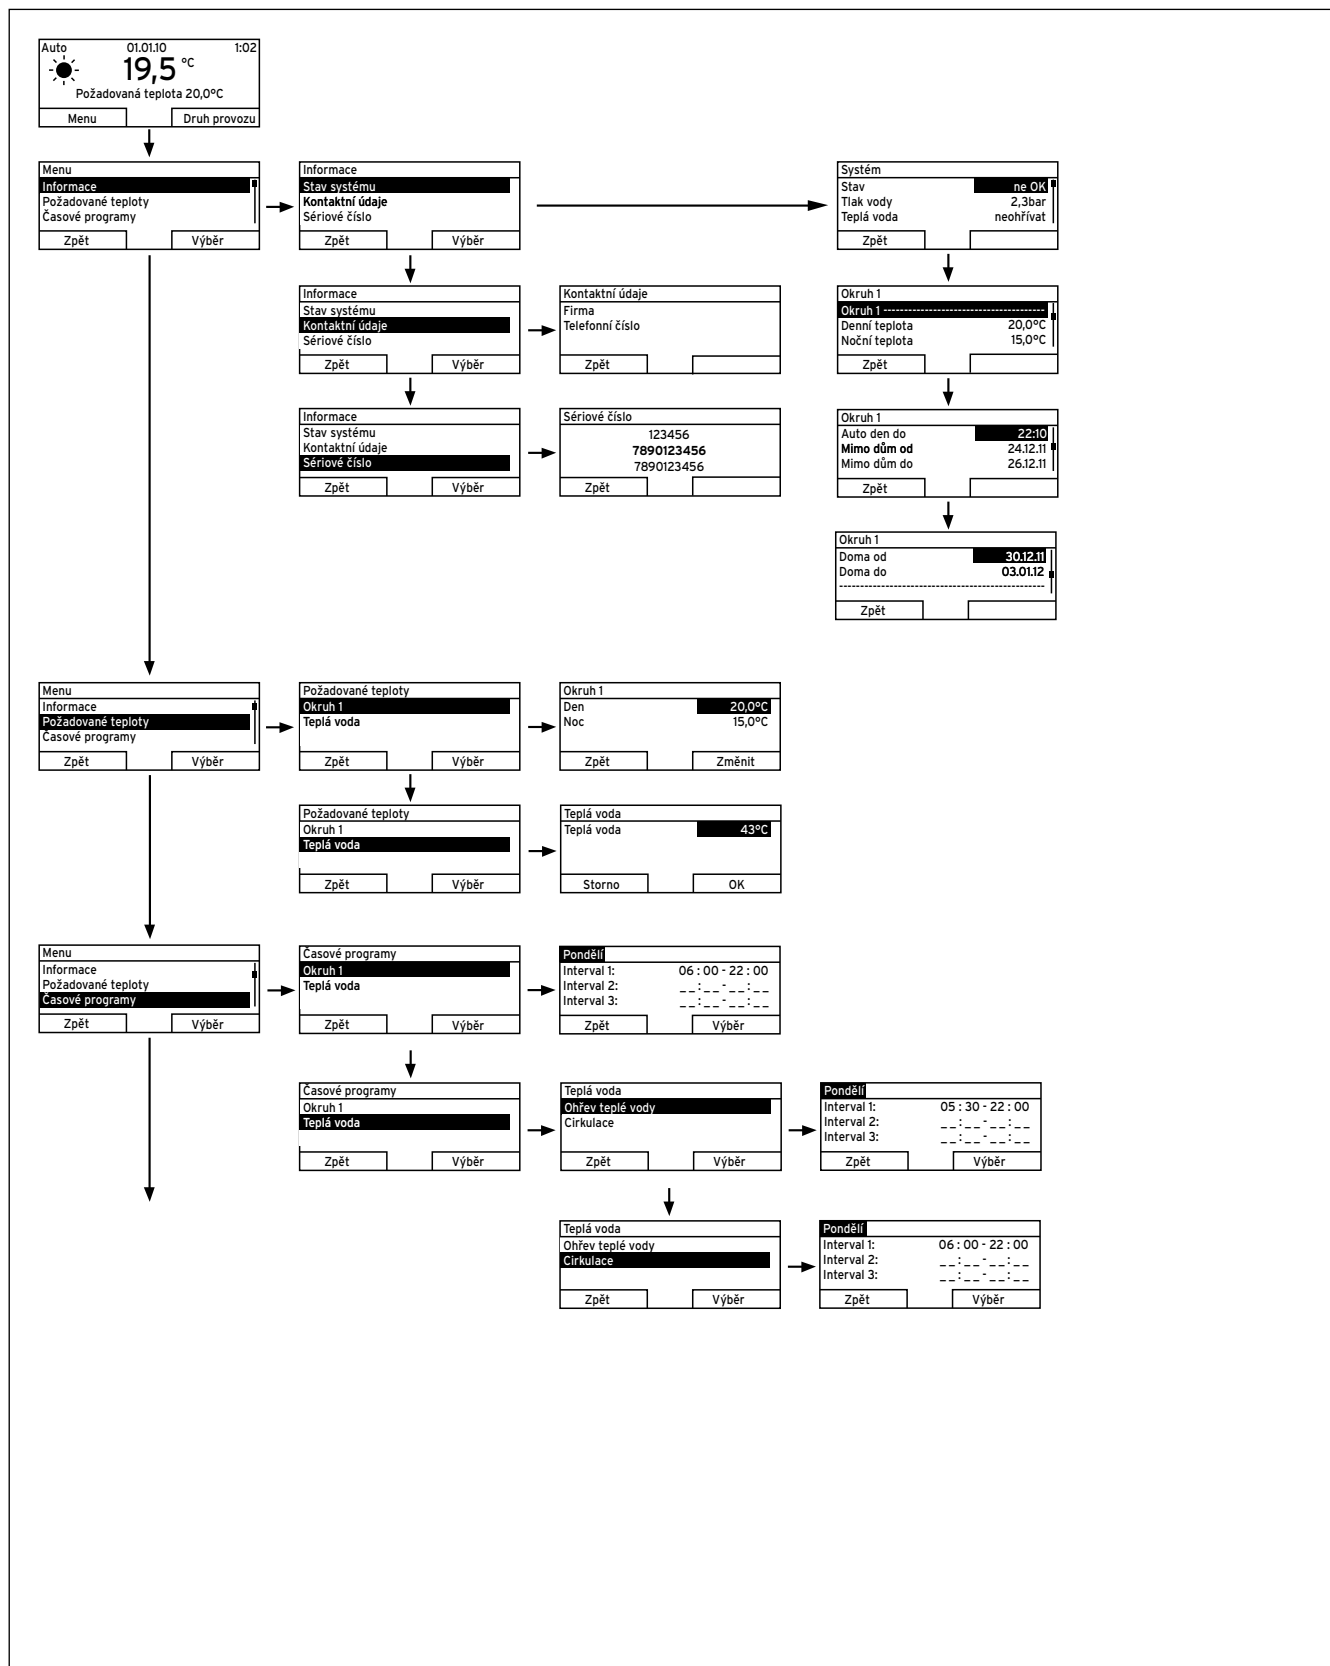 Auto 01.01.10 1:02
19,5 °C
Požadovaná teplota 20,0°C
Menu Druh provozu
Menu
Informace
Požadované teploty
Časové programy
Zpět Výběr
Informace
Stav systému
Kontaktní údaje
Sériové číslo
Zpět Výběr
Systém
Stav ne OK
Tlak vody 2,3bar
Teplá voda neohřívat
Zpět
Informace
Stav systému
Kontaktní údaje
Sériové číslo
Zpět Výběr
Kontaktní údaje
Firma
Telefonní číslo
Zpět
Okruh 1
Okruh 1 ---------------------------------------
Denní teplota 20,0°C
Noční teplota 15,0°C
Zpět
Informace
Stav systému
Kontaktní údaje
Sériové číslo
Zpět Výběr
Sériové číslo
123456
7890123456
7890123456
Zpět
Okruh 1
Auto den do 22:10
Mimo dům od 24.12.11
Mimo dům do 26.12.11
Zpět
Okruh 1
Doma od 30.12.11
Doma do 03.01.12
-------------------------------------------------
Zpět
Menu
Informace
Požadované teploty
Časové programy
Zpět Výběr
Požadované teploty
Okruh 1
Teplá voda
Zpět Výběr
Okruh 1
Den 20,0°C
Noc 15,0°C
Zpět Změnit
Požadované teploty
Okruh 1
Teplá voda
Zpět Výběr
Teplá voda
Teplá voda 43°C
Storno OK
Menu
Informace
Požadované teploty
Časové programy
Zpět Výběr
Časové programy
Okruh 1
Teplá voda
Zpět Výběr
Pondělí
Interval 1: 06 : 00 - 22 : 00
Interval 2: _ _ : _ _ - _ _ : _ _
Interval 3: _ _ : _ _ - _ _ : _ _
Zpět Výběr
Časové programy
Okruh 1
Teplá voda
Zpět Výběr
Teplá voda
Ohřev teplé vody
Cirkulace
Zpět Výběr
Pondělí
Interval 1: 05 : 30 - 22 : 00
Interval 2: _ _ : _ _ - _ _ : _ _
Interval 3: _ _ : _ _ - _ _ : _ _
Zpět Výběr
Teplá voda
Ohřev teplé vody
Cirkulace
Zpět Výběr
Pondělí
Interval 1: 06 : 00 - 22 : 00
Interval 2: _ _ : _ _ - _ _ : _ _
Interval 3: _ _ : _ _ - _ _ : _ _
Zpět Výběr